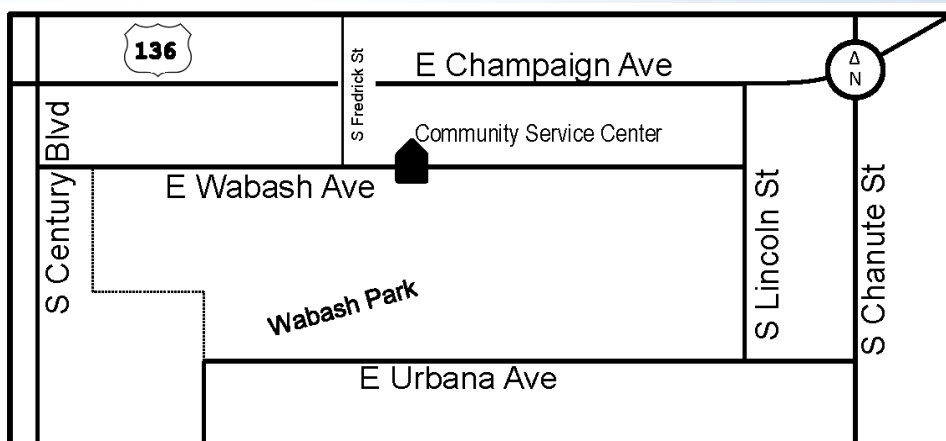 136
S Fredrick St
E Champaign Ave
Δ
N
Community Service Center
S Century Blvd
E Wabash Ave
S Lincoln St
S Chanute St
Wabash Park
E Urbana Ave